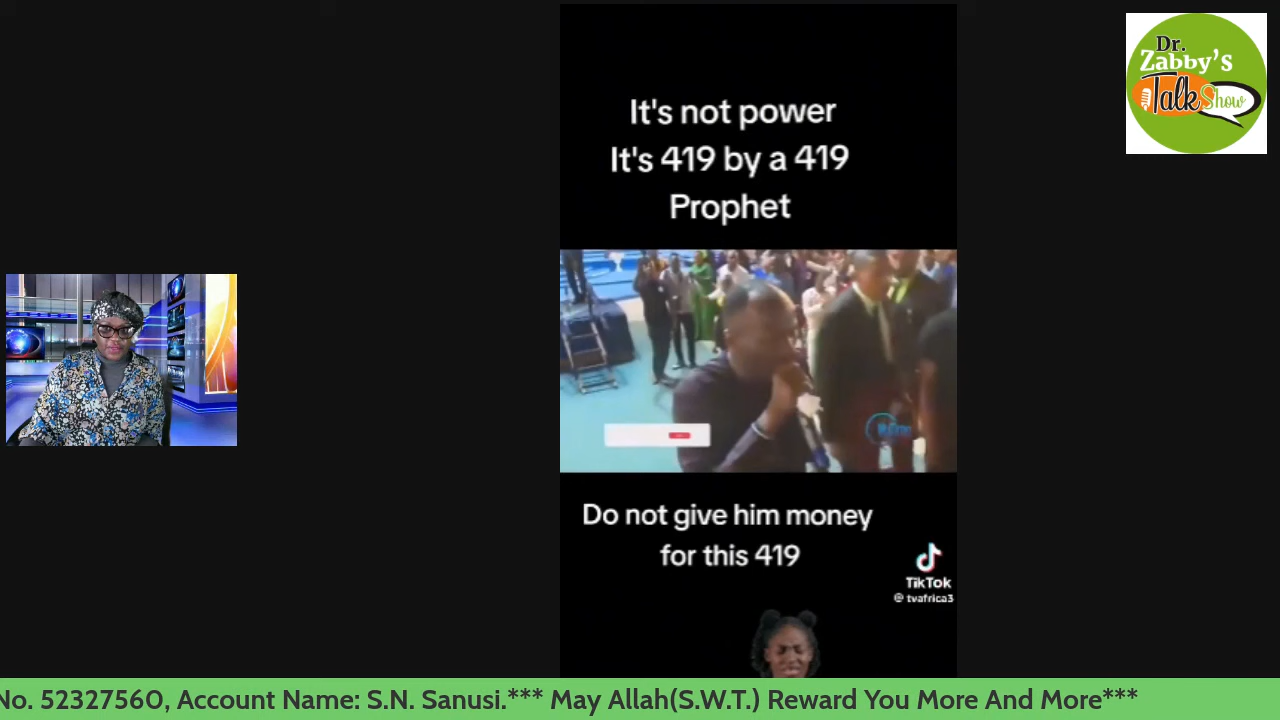 Dr.
Zabby's
Talk Show
It's not power
It's 419 by a 419
Prophet
Do not give him money
for this 419
TikTok
@ tvafrica3
No. 52327560, Account Name: S.N. Sanusi.*** May Allah(S.W.T.) Reward You More And More***